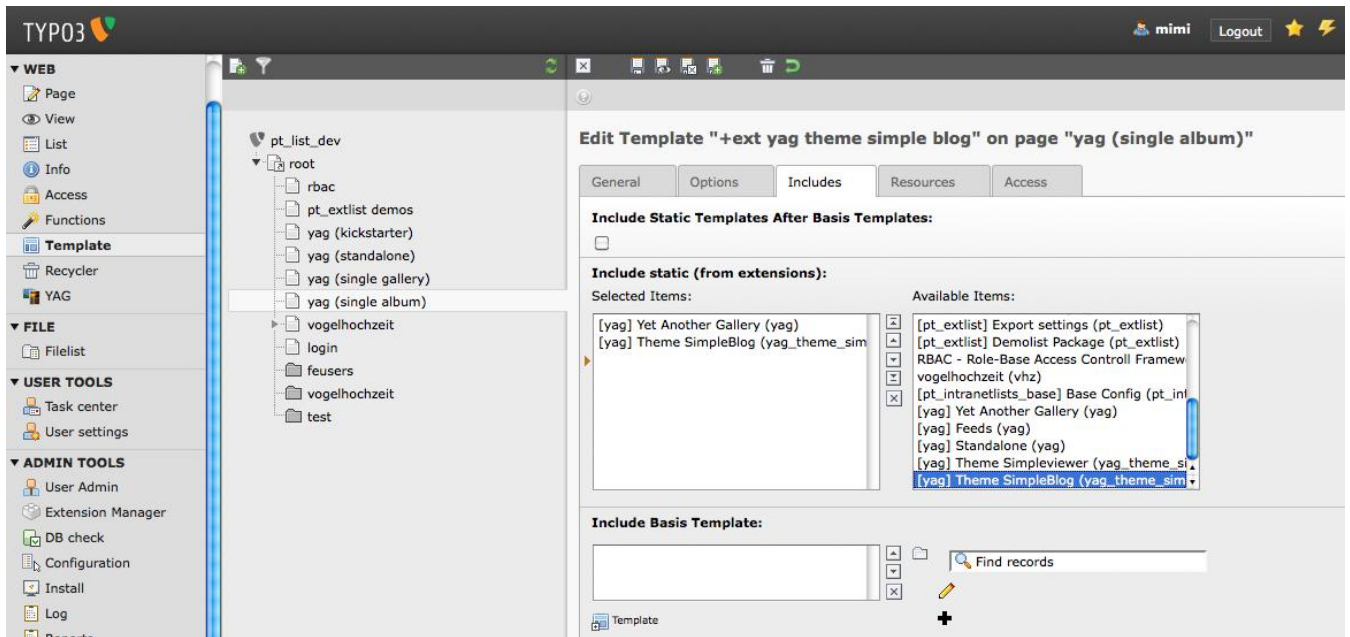 TYPO3
mimi
Logout
WEB
Page
View
List
Info
Access
Functions
Template
Recycler
YAG
FILE
Filelist
USER TOOLS
Task center
User settings
ADMIN TOOLS
User Admin
Extension Manager
DB check
Configuration
Install
Log
Reports
pt_list_dev
root
rbac
pt_extlist demos
yag (kickstarter)
yag (standalone)
yag (single gallery)
yag (single album)
vogelhochzeit
login
feusers
vogelhochzeit
test
Edit Template "+ext yag theme simple blog" on page "yag (single album)"
General Options Includes Resources Access
Include Static Templates After Basis Templates:
Include static (from extensions):
Selected Items:
[yag] Yet Another Gallery (yag)
[yag] Theme SimpleBlog (yag_theme_sim
Available Items:
[pt_extlist] Export settings (pt_extlist)
[pt_extlist] Demolist Package (pt_extlist)
RBAC - Role-Base Access Controll Framew
vogelhochzeit (vhz)
[pt_intranetlists_base] Base Config (pt_int
[yag] Yet Another Gallery (yag)
[yag] Feeds (yag)
[yag] Standalone (yag)
[yag] Theme Simpleviewer (yag_theme_si
[yag] Theme SimpleBlog (yag_theme_sim
Include Basis Template:
Find records
Template